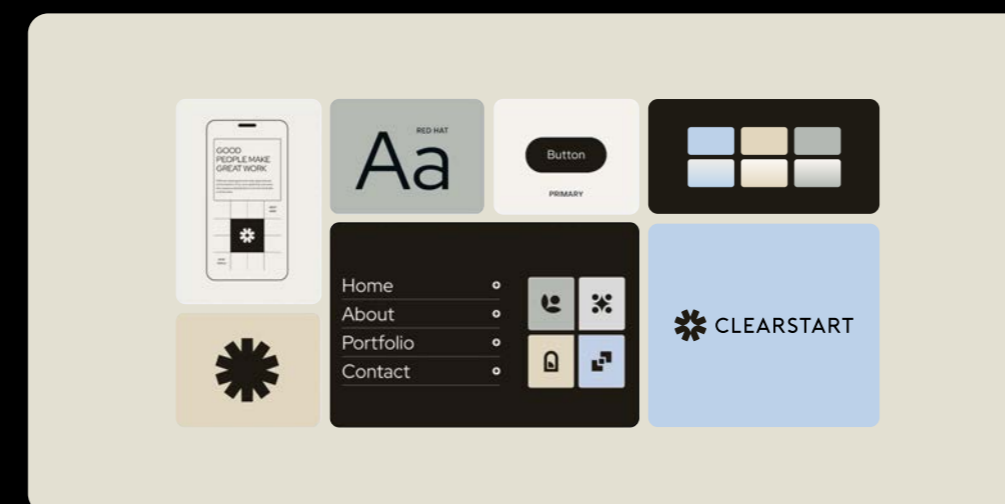 GOOD
PEOPLE MAKE
GREAT WORK
RED HAT
Aa
Button
PRIMARY
Home
About
Portfolio
Contact
CLEARSTART